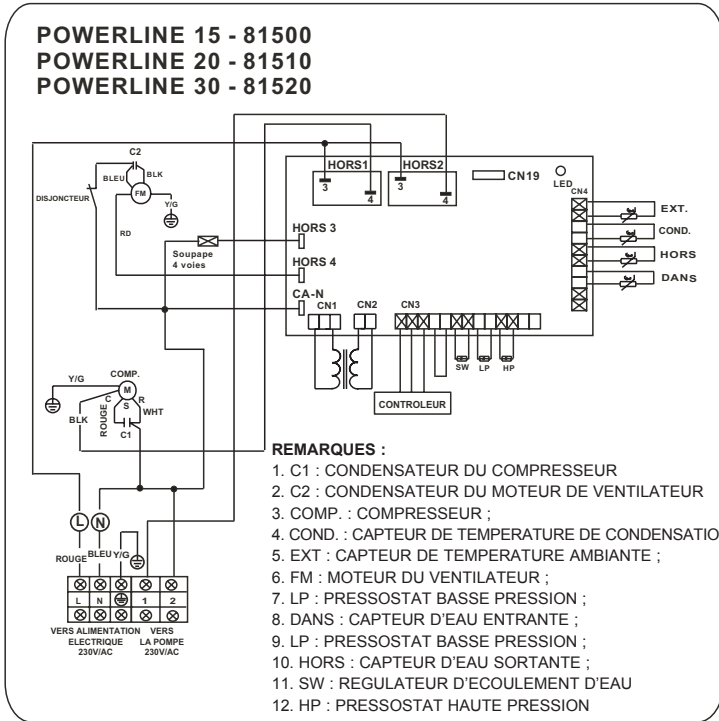 POWERLINE 15 - 81500
POWERLINE 20 - 81510
POWERLINE 30 - 81520
C2
BLEU
BLK
DISJONCTEUR
FM
Y/G
RD
Soupape
4 voies
HORS1
3
4
HORS2
3
4
CN19
LED
CN4
EXT.
COND.
HORS
DANS
HORS 3
HORS 4
CA-N
CN1
CN2
CN3
SW
LP
HP
CONTROLEUR
Y/G
COMP.
M
C
S
R
BLK
ROUGE
WHT
C1
L
N
ROUGE
BLEU
Y/G
L
N
1
2
VERS ALIMENTATION
ELECTRIQUE
230V/AC
VERS
LA POMPE
230V/AC
REMARQUES :
1. C1 : CONDENSATEUR DU COMPRESSEUR
2. C2 : CONDENSATEUR DU MOTEUR DE VENTILATEUR
3. COMP. : COMPRESSEUR ;
4. COND. : CAPTEUR DE TEMPERATURE DE CONDENSATIO
5. EXT : CAPTEUR DE TEMPERATURE AMBIANTE ;
6. FM : MOTEUR DU VENTILATEUR ;
7. LP : PRESSOSTAT BASSE PRESSION ;
8. DANS : CAPTEUR D'EAU ENTRANTE ;
9. LP : PRESSOSTAT BASSE PRESSION ;
10. HORS : CAPTEUR D'EAU SORTANTE ;
11. SW : REGULATEUR D'ECOULEMENT D'EAU
12. HP : PRESSOSTAT HAUTE PRESSION